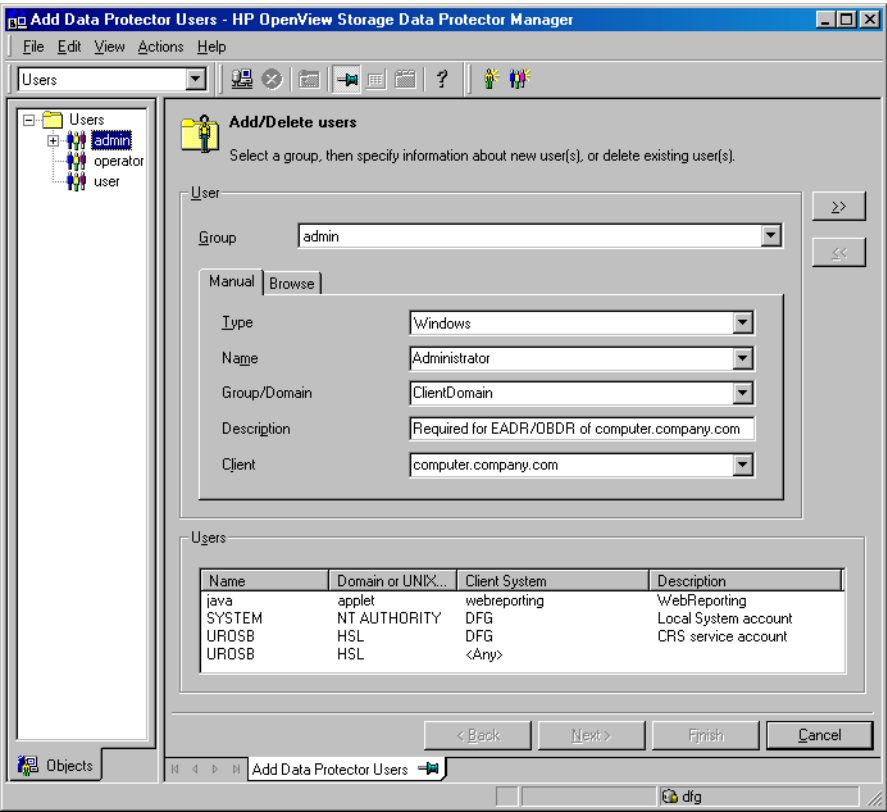 Add Data Protector Users - HP OpenView Storage Data Protector Manager
File Edit View Actions Help
Users
Users
admin
operator
user
Add/Delete users
Select a group, then specify information about new user(s), or delete existing user(s).
User
>>
Group admin
<<
Manual Browse
Type Windows
Name Administrator
Group/Domain ClientDomain
Description Required for EADR/OBDR of computer.company.com
Client computer.company.com
Users
Name Domain or UNIX... Client System Description
java applet webreporting WebReporting
SYSTEM NT AUTHORITY DFG Local System account
UROSB HSL DFG CRS service account
UROSB HSL <Any>
< Back Next > Finish Cancel
Objects
Add Data Protector Users
dfg